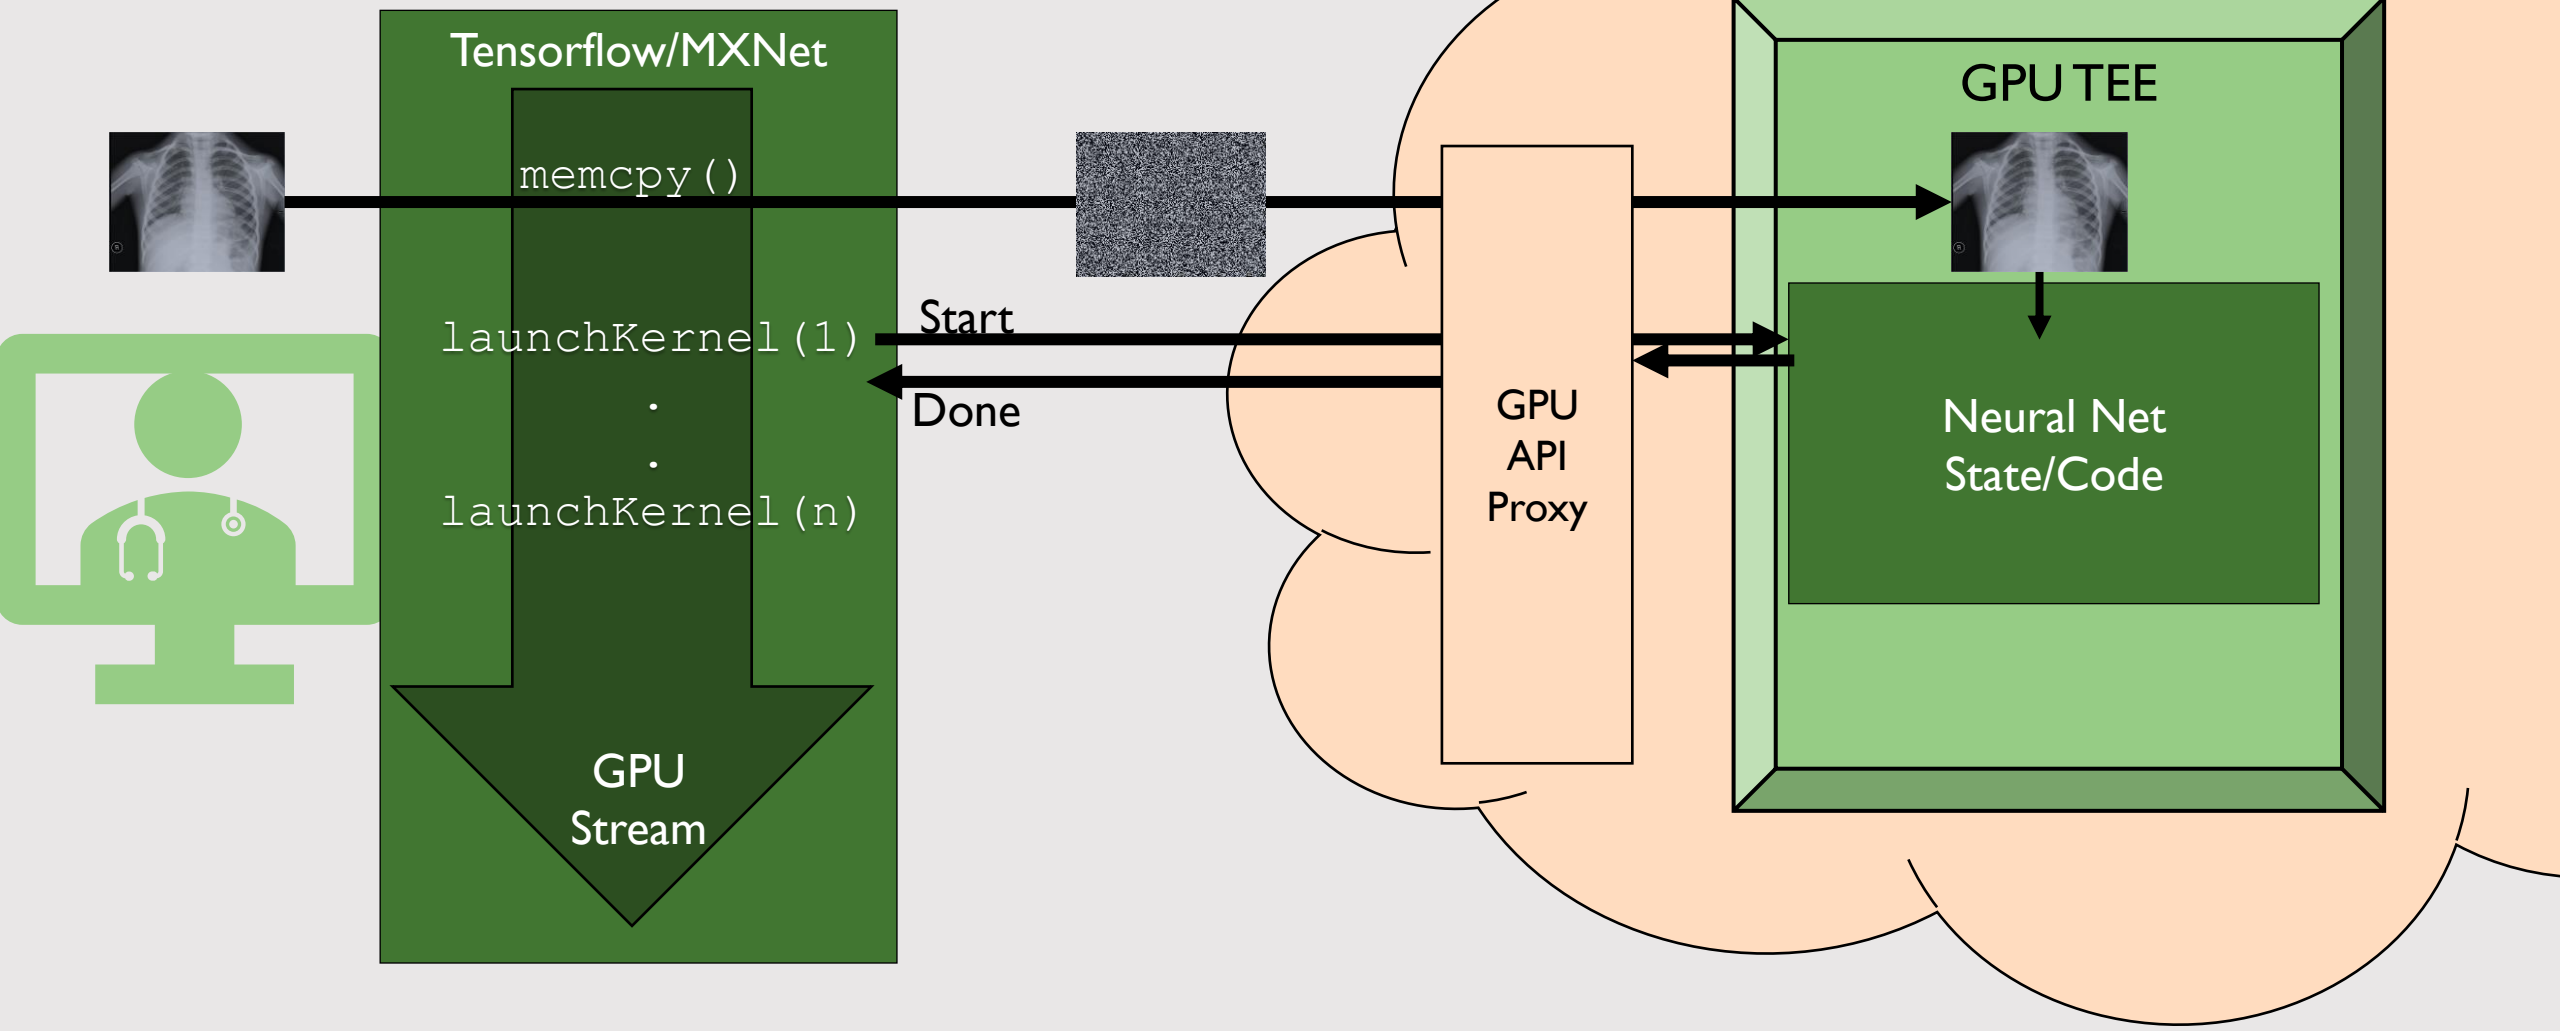 Tensorflow/MXNet
memcpy()
launchKernel(1)
.
.
launchKernel(n)
GPU
Stream
Start
Done
GPU
API
Proxy
GPU TEE
Neural Net
State/Code